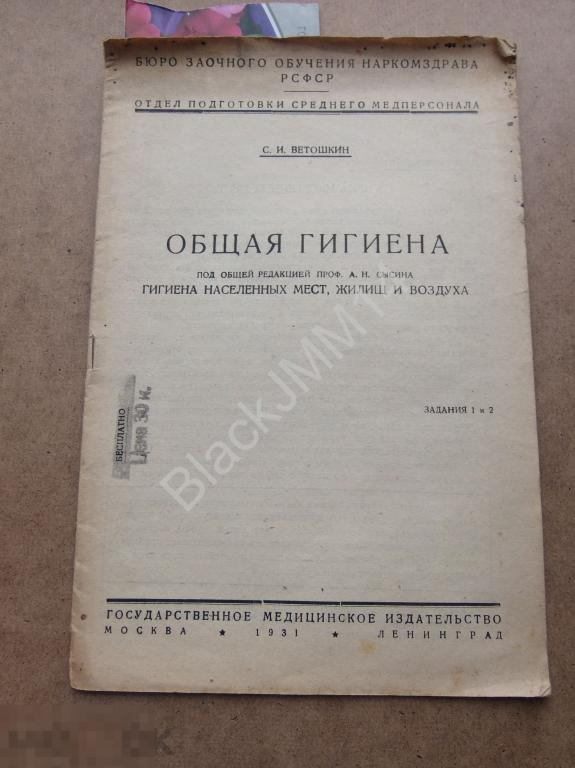 БЮРО ЗАОЧНОГО ОБУЧЕНИЯ НАРКОМЗДРАВА
РСФСР
ОТДЕЛ ПОДГОТОВКИ СРЕДНЕГО МЕДПЕРСОНАЛА
С. И. ВЕТОШКИН
ОБЩАЯ ГИГИЕНА
ПОД ОБЩЕЙ РЕДАКЦИЕЙ ПРОФ. А. Н. СЫСИНА
ГИГИЕНА НАСЕЛЕННЫХ МЕСТ, ЖИЛИЩ И ВОЗДУХА
ЗАДАНИЯ 1 и 2
БЕСПЛАТНО
Цена 30 к.
BlackJMM
ГОСУДАРСТВЕННОЕ МЕДИЦИНСКОЕ ИЗДАТЕЛЬСТВО
МОСКВА ★ 1931 ★ ЛЕНИНГРАД